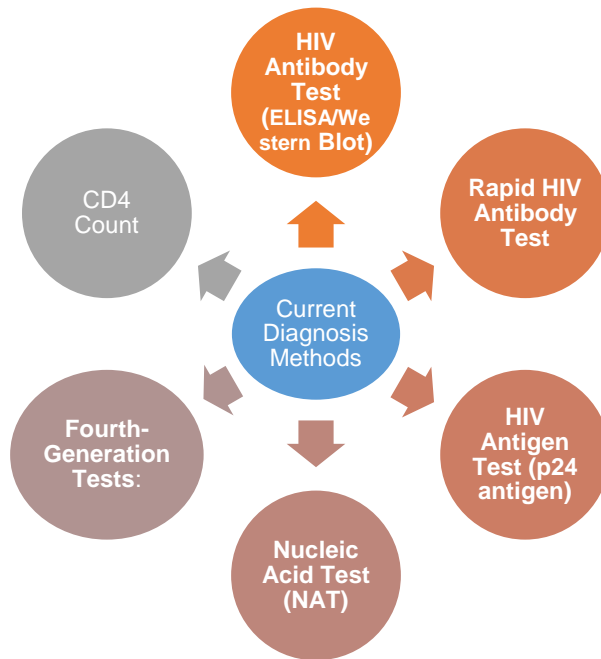 HIV
Antibody
Test
(ELISA/We
stern Blot)
Rapid HIV
Antibody
Test
HIV
Antigen
Test (p24
antigen)
Nucleic
Acid Test
(NAT)
Fourth-
Generation
Tests:
CD4
Count
Current
Diagnosis
Methods